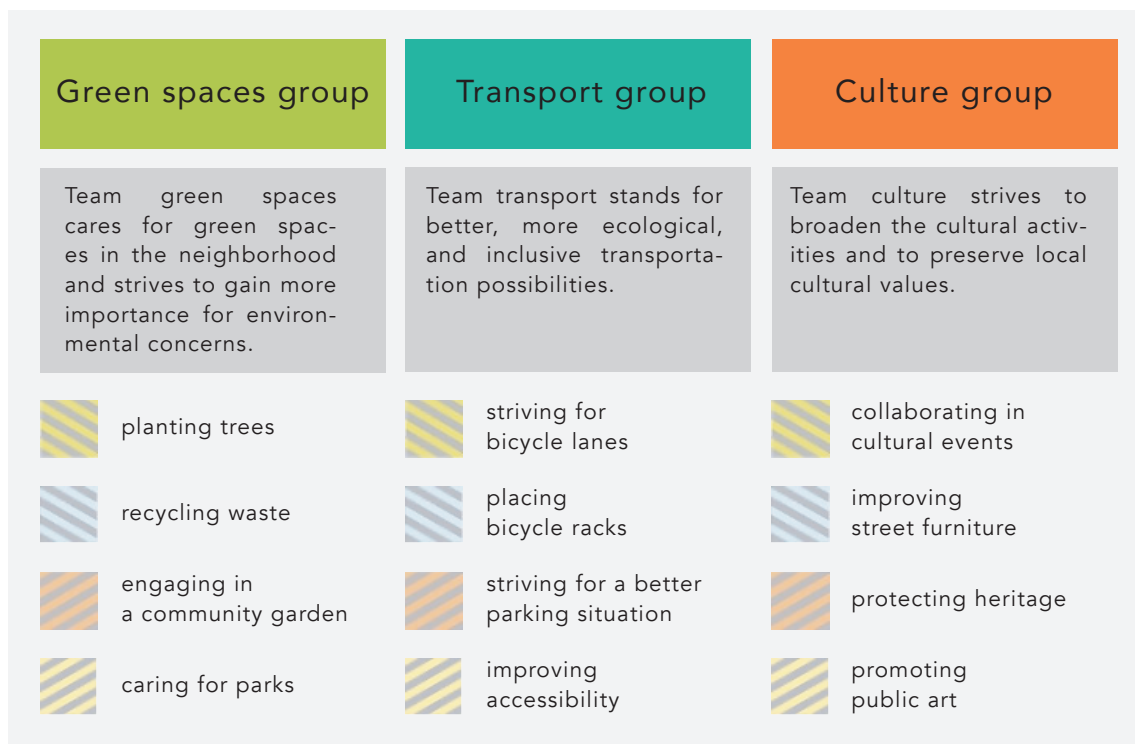 Green spaces group
Team green spaces
cares for green spac-
es in the neighborhood
and strives to gain more
importance for environ-
mental concerns.
planting trees
recycling waste
engaging in
a community garden
caring for parks
Transport group
Team transport stands for
better, more ecological,
and inclusive transporta-
tion possibilities.
striving for
bicycle lanes
placing
bicycle racks
striving for a better
parking situation
improving
accessibility
Culture group
Team culture strives to
broaden the cultural activ-
ities and to preserve local
cultural values.
collaborating in
cultural events
improving
street furniture
protecting heritage
promoting
public art